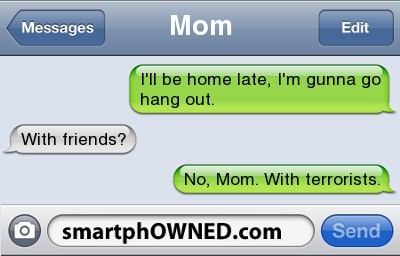 Messages
Mom
Edit
I'll be home late, I'm gunna go
hang out.
With friends?
No, Mom. With terrorists.
smartphOWNED.com
Send